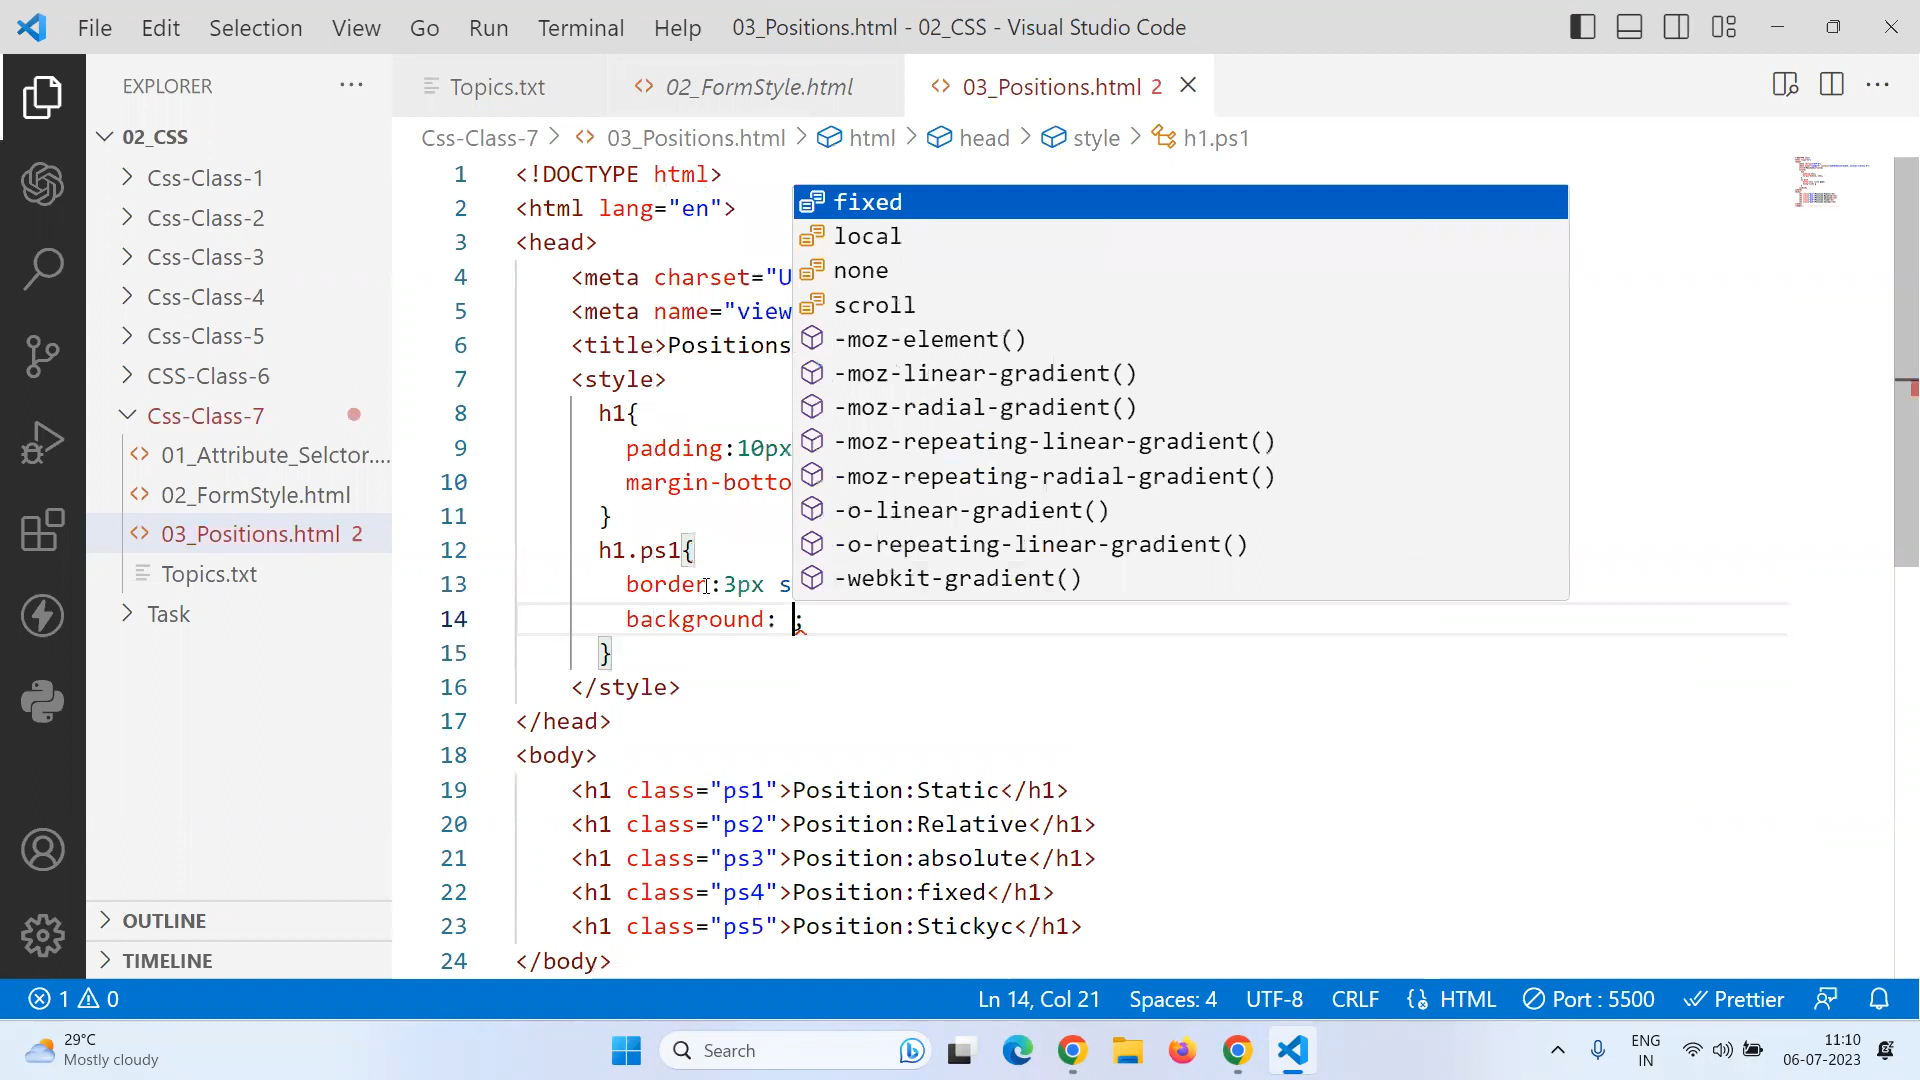 File Edit Selection View Go Run Terminal Help 03_Positions.html - 02_CSS - Visual Studio Code
EXPLORER
Topics.txt 02_FormStyle.html 03_Positions.html 2
02_CSS
Css-Class-1
Css-Class-2
Css-Class-3
Css-Class-4
Css-Class-5
CSS-Class-6
Css-Class-7
01_Attribute_Selctor....
02_FormStyle.html
03_Positions.html 2
Topics.txt
Task
OUTLINE
TIMELINE
Css-Class-7 > 03_Positions.html > html > head > style > h1.ps1
1 <!DOCTYPE html>
2 <html lang="en">
3 <head>
4 <meta charset="U
5 <meta name="view
6 <title>Positions
7 <style>
8 h1{
9 padding:10px
10 margin-botto
11 }
12 h1.ps1{
13 border:3px s
14 background: ;
15 }
16 </style>
17 </head>
18 <body>
19 <h1 class="ps1">Position:Static</h1>
20 <h1 class="ps2">Position:Relative</h1>
21 <h1 class="ps3">Position:absolute</h1>
22 <h1 class="ps4">Position:fixed</h1>
23 <h1 class="ps5">Position:Stickyc</h1>
24 </body>
fixed
local
none
scroll
-moz-element()
-moz-linear-gradient()
-moz-radial-gradient()
-moz-repeating-linear-gradient()
-moz-repeating-radial-gradient()
-o-linear-gradient()
-o-repeating-linear-gradient()
-webkit-gradient()
1 0 Ln 14, Col 21 Spaces: 4 UTF-8 CRLF HTML Port : 5500 Prettier
29°C
Mostly cloudy
Search
ENG
IN
11:10
06-07-2023